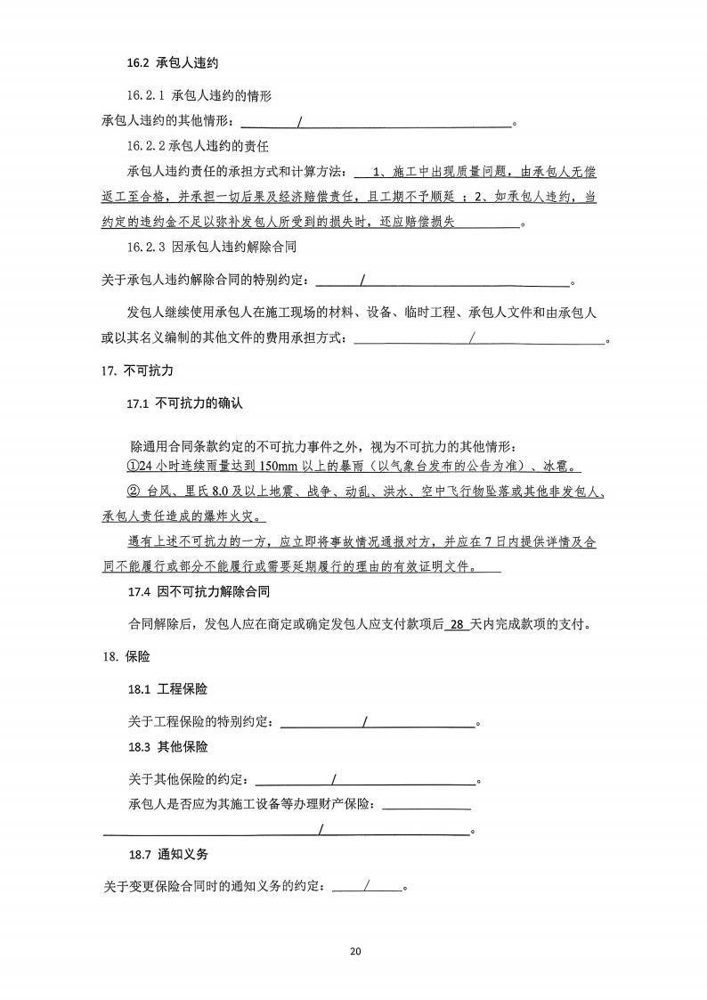 16.2 承包人违约
16.2.1 承包人违约的情形
承包人违约的其他情形：/。
16.2.2承包人违约的责任
承包人违约责任的承担方式和计算方法： 1、施工中出现质量问题，由承包人无偿
返工至合格，并承担一切后果及经济赔偿责任，且工期不予顺延 ；2、如承包人违约，当
约定的违约金不足以弥补发包人所受到的损失时，还应赔偿损失 。
16.2.3 因承包人违约解除合同
关于承包人违约解除合同的特别约定：/。
发包人继续使用承包人在施工现场的材料、设备、临时工程、承包人文件和由承包人
或以其名义编制的其他文件的费用承担方式：/。
17. 不可抗力
17.1 不可抗力的确认
除通用合同条款约定的不可抗力事件之外，视为不可抗力的其他情形：
①24 小时连续雨量达到 150mm 以上的暴雨（以气象台发布的公告为准）、冰雹。
② 台风、里氏 8.0 及以上地震、战争、动乱、洪水、空中飞行物坠落或其他非发包人、
承包人责任造成的爆炸火灾。
遇有上述不可抗力的一方，应立即将事故情况通报对方，并应在 7 日内提供详情及合
同不能履行或部分不能履行或需要延期履行的理由的有效证明文件。
17.4 因不可抗力解除合同
合同解除后，发包人应在商定或确定发包人应支付款项后 28 天内完成款项的支付。
18. 保险
18.1 工程保险
关于工程保险的特别约定：/。
18.3 其他保险
关于其他保险的约定：/。
承包人是否应为其施工设备等办理财产保险：
/。
18.7 通知义务
关于变更保险合同时的通知义务的约定：/。
20